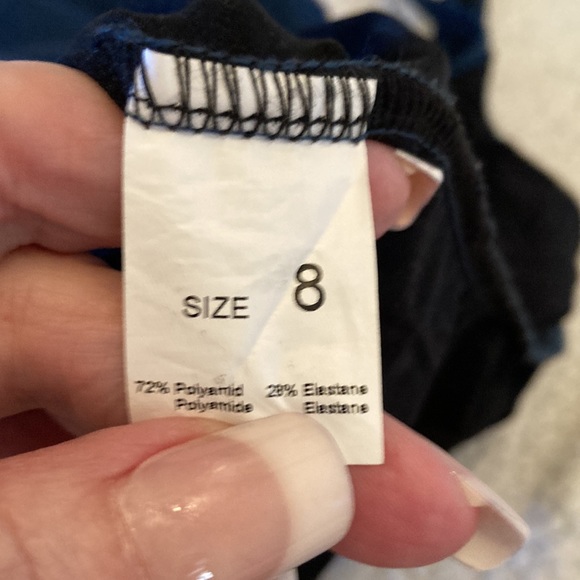 SIZE 8
72% Polyamid 28% Elastane
Polyamide Elastane